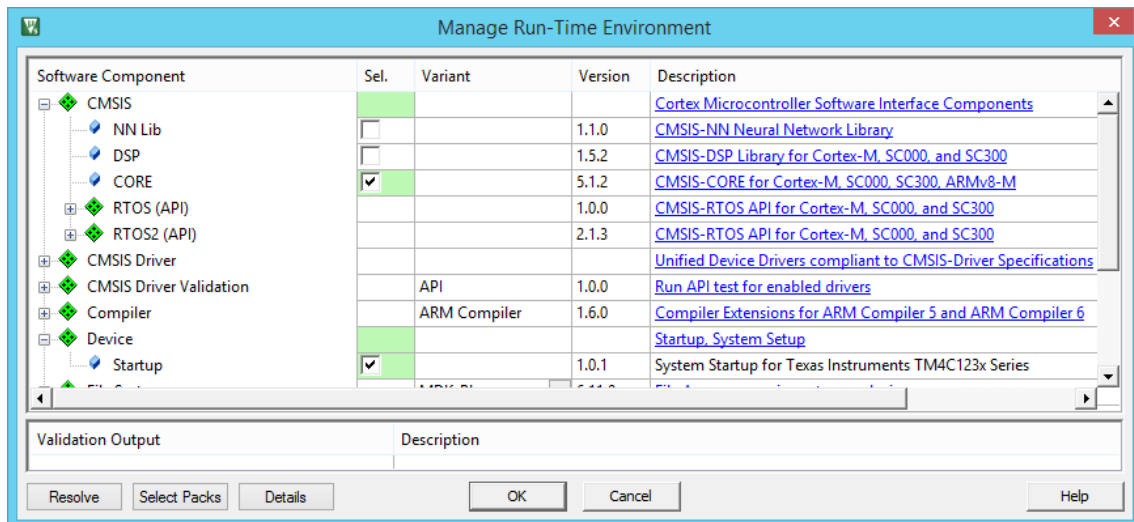 Manage Run-Time Environment
Software Component Sel. Variant Version Description
CMSIS Cortex Microcontroller Software Interface Components
NN Lib 1.1.0 CMSIS-NN Neural Network Library
DSP 1.5.2 CMSIS-DSP Library for Cortex-M, SC000, and SC300
CORE 5.1.2 CMSIS-CORE for Cortex-M, SC000, SC300, ARMv8-M
RTOS (API) 1.0.0 CMSIS-RTOS API for Cortex-M, SC000, and SC300
RTOS2 (API) 2.1.3 CMSIS-RTOS API for Cortex-M, SC000, and SC300
CMSIS Driver Unified Device Drivers compliant to CMSIS-Driver Specifications
CMSIS Driver Validation API 1.0.0 Run API test for enabled drivers
Compiler ARM Compiler 1.6.0 Compiler Extensions for ARM Compiler 5 and ARM Compiler 6
Device Startup, System Setup
Startup 1.0.1 System Startup for Texas Instruments TM4C123x Series
Validation Output Description
Resolve Select Packs Details OK Cancel Help